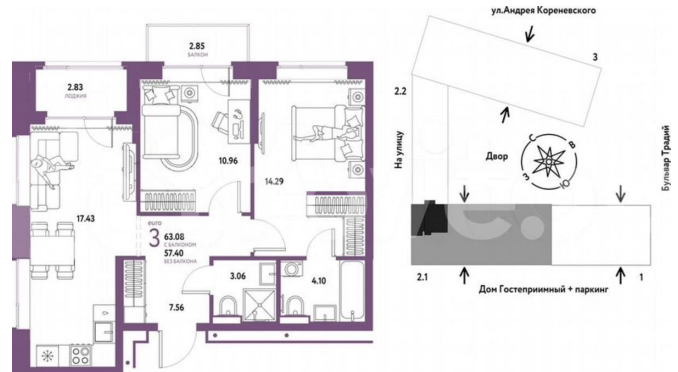 2.85
БАЛКОН
2.83
ЛОДЖИЯ
10.96
14.29
17.43
euro
3
63.08
С БАЛКОНОМ
57.40
БЕЗ БАЛКОНА
3.06
4.10
7.56
ул.Андрея Кореневского
3
2.2
На улицу
Двор
С
В
З
Ю
Бульвар Традий
2.1
1
Дом Гостеприимный + паркинг